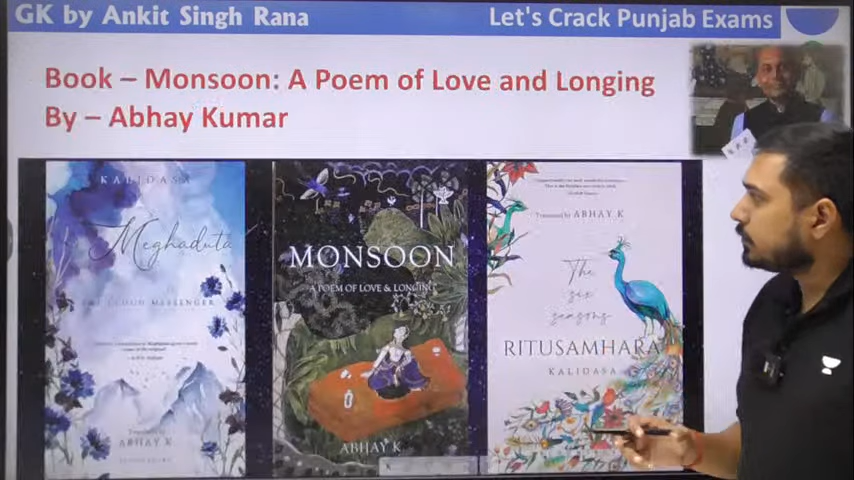 GK by Ankit Singh Rana
Let's Crack Punjab Exams
Book – Monsoon: A Poem of Love and Longing
By – Abhay Kumar
KALIDASA
Meghaduta
THE CLOUD MESSENGER
Translated by
ABHAY K
MONSOON
A POEM OF LOVE & LONGING
ABHAY K
Translated by ABHAY K
The
six
seasons
RITUSAMHARA
KALIDASA